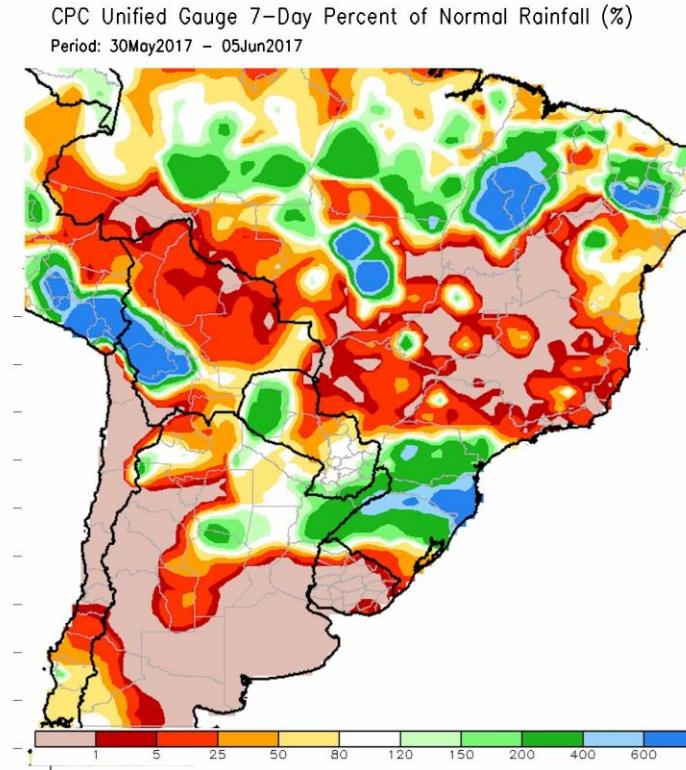 CPC Unified Gauge 7-Day Percent of Normal Rainfall (%)
Period: 30May2017 - 05Jun2017
1 5 25 50 80 120 150 200 400 600